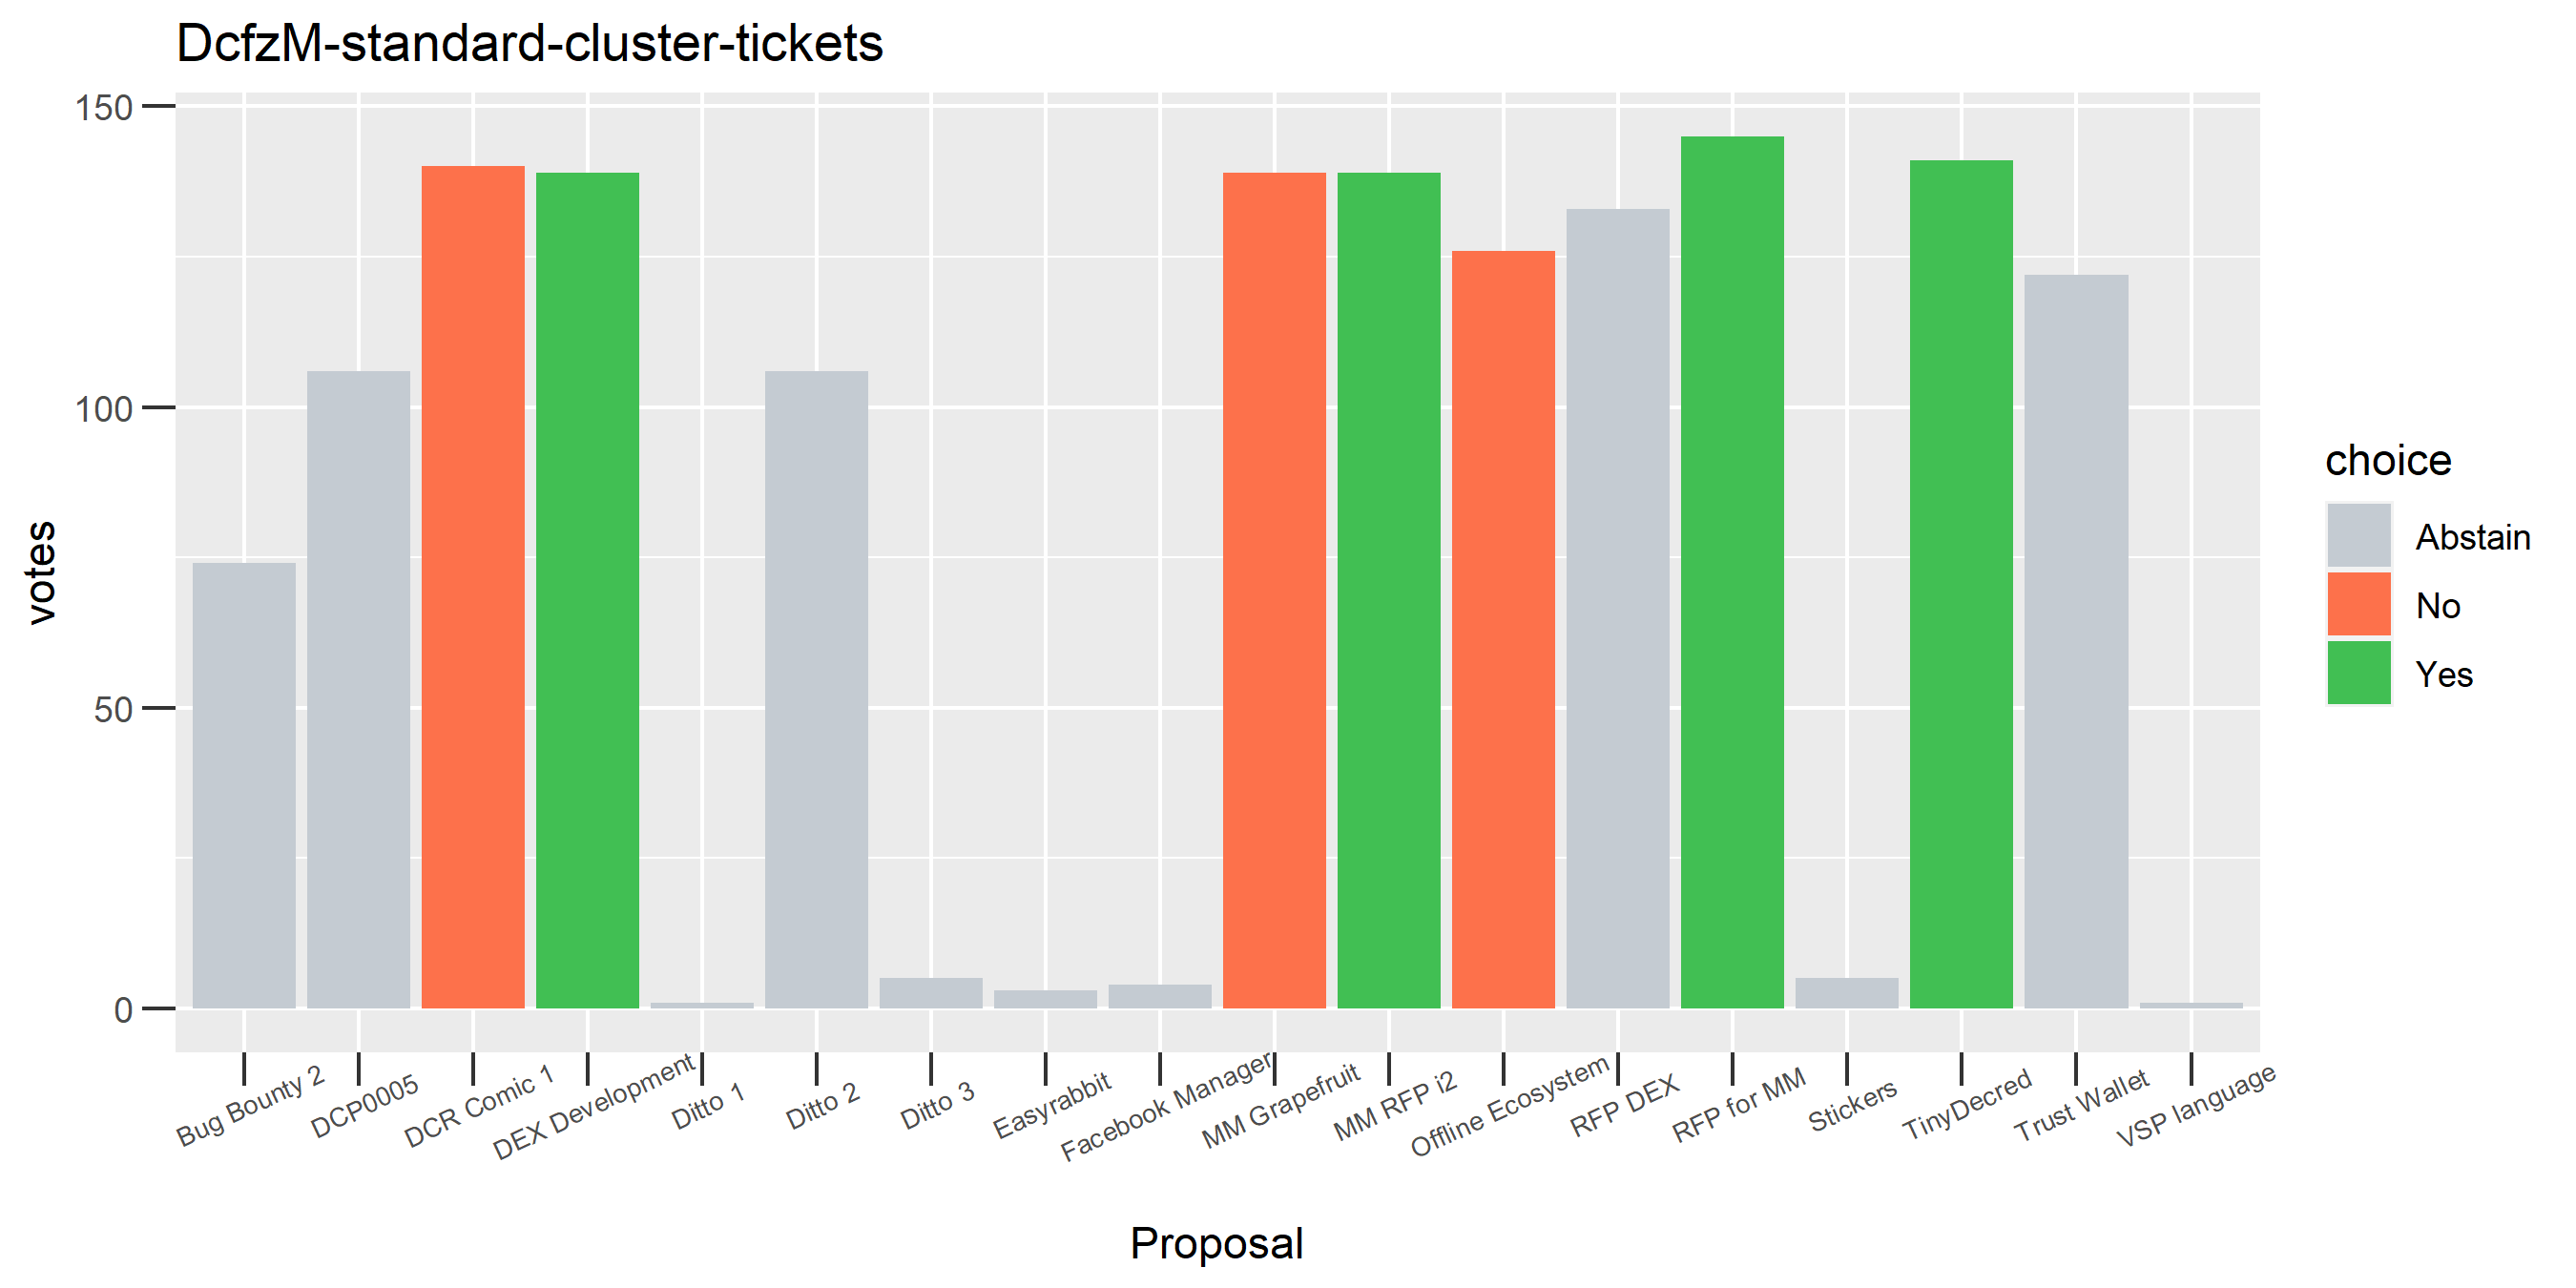 DcfzM-standard-cluster-tickets
150
100
50
0
votes
Bug Bounty 2
DCP0005
DCR Comic 1
DEX Development
Ditto 1
Ditto 2
Ditto 3
Easyrabbit
Facebook Manager
MM Grapefruit
MM RFP i2
Offline Ecosystem
RFP DEX
RFP for MM
Stickers
TinyDecred
Trust Wallet
VSP language
Proposal
choice
Abstain
No
Yes